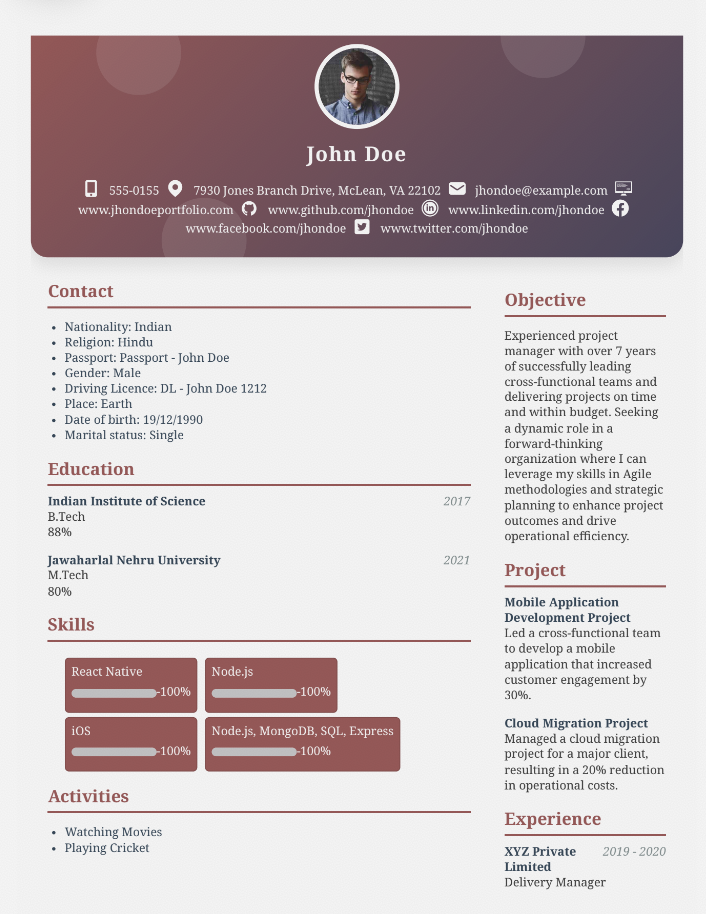 John Doe
555-0155 7930 Jones Branch Drive, McLean, VA 22102 jhondoe@example.com
www.jhondoeportfolio.com www.github.com/jhondoe www.linkedin.com/jhondoe
www.facebook.com/jhondoe www.twitter.com/jhondoe
Contact
Nationality: Indian
Religion: Hindu
Passport: Passport - John Doe
Gender: Male
Driving Licence: DL - John Doe 1212
Place: Earth
Date of birth: 19/12/1990
Marital status: Single
Education
Indian Institute of Science 2017
B.Tech
88%
Jawaharlal Nehru University 2021
M.Tech
80%
Skills
React Native
-100%
Node.js
-100%
iOS
-100%
Node.js, MongoDB, SQL, Express
-100%
Activities
Watching Movies
Playing Cricket
Objective
Experienced project
manager with over 7 years
of successfully leading
cross-functional teams and
delivering projects on time
and within budget. Seeking
a dynamic role in a
forward-thinking
organization where I can
leverage my skills in Agile
methodologies and strategic
planning to enhance project
outcomes and drive
operational efficiency.
Project
Mobile Application
Development Project
Led a cross-functional team
to develop a mobile
application that increased
customer engagement by
30%.
Cloud Migration Project
Managed a cloud migration
project for a major client,
resulting in a 20% reduction
in operational costs.
Experience
XYZ Private 2019 - 2020
Limited
Delivery Manager